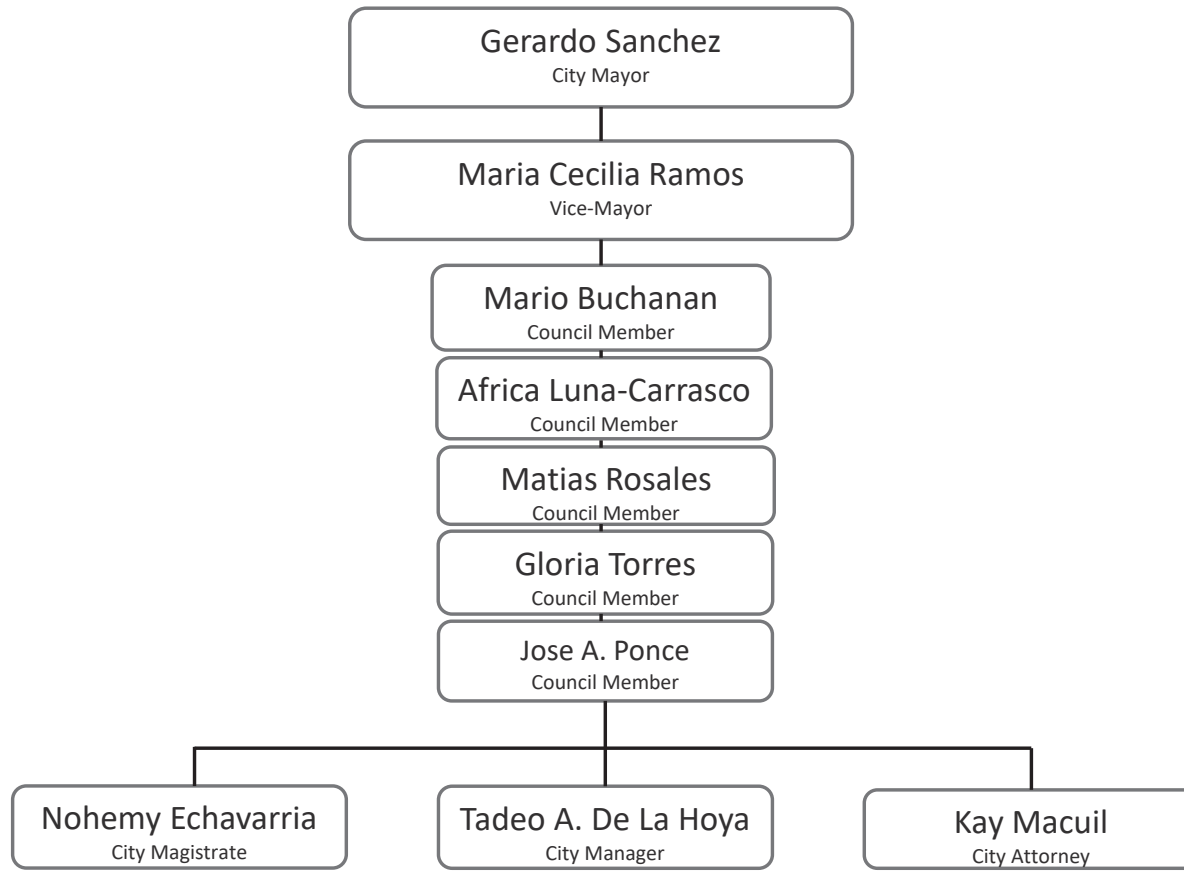 Gerardo Sanchez
City Mayor
Maria Cecilia Ramos
Vice-Mayor
Mario Buchanan
Council Member
Africa Luna-Carrasco
Council Member
Matias Rosales
Council Member
Gloria Torres
Council Member
Jose A. Ponce
Council Member
Nohemy Echavarria
City Magistrate
Tadeo A. De La Hoya
City Manager
Kay Macuil
City Attorney